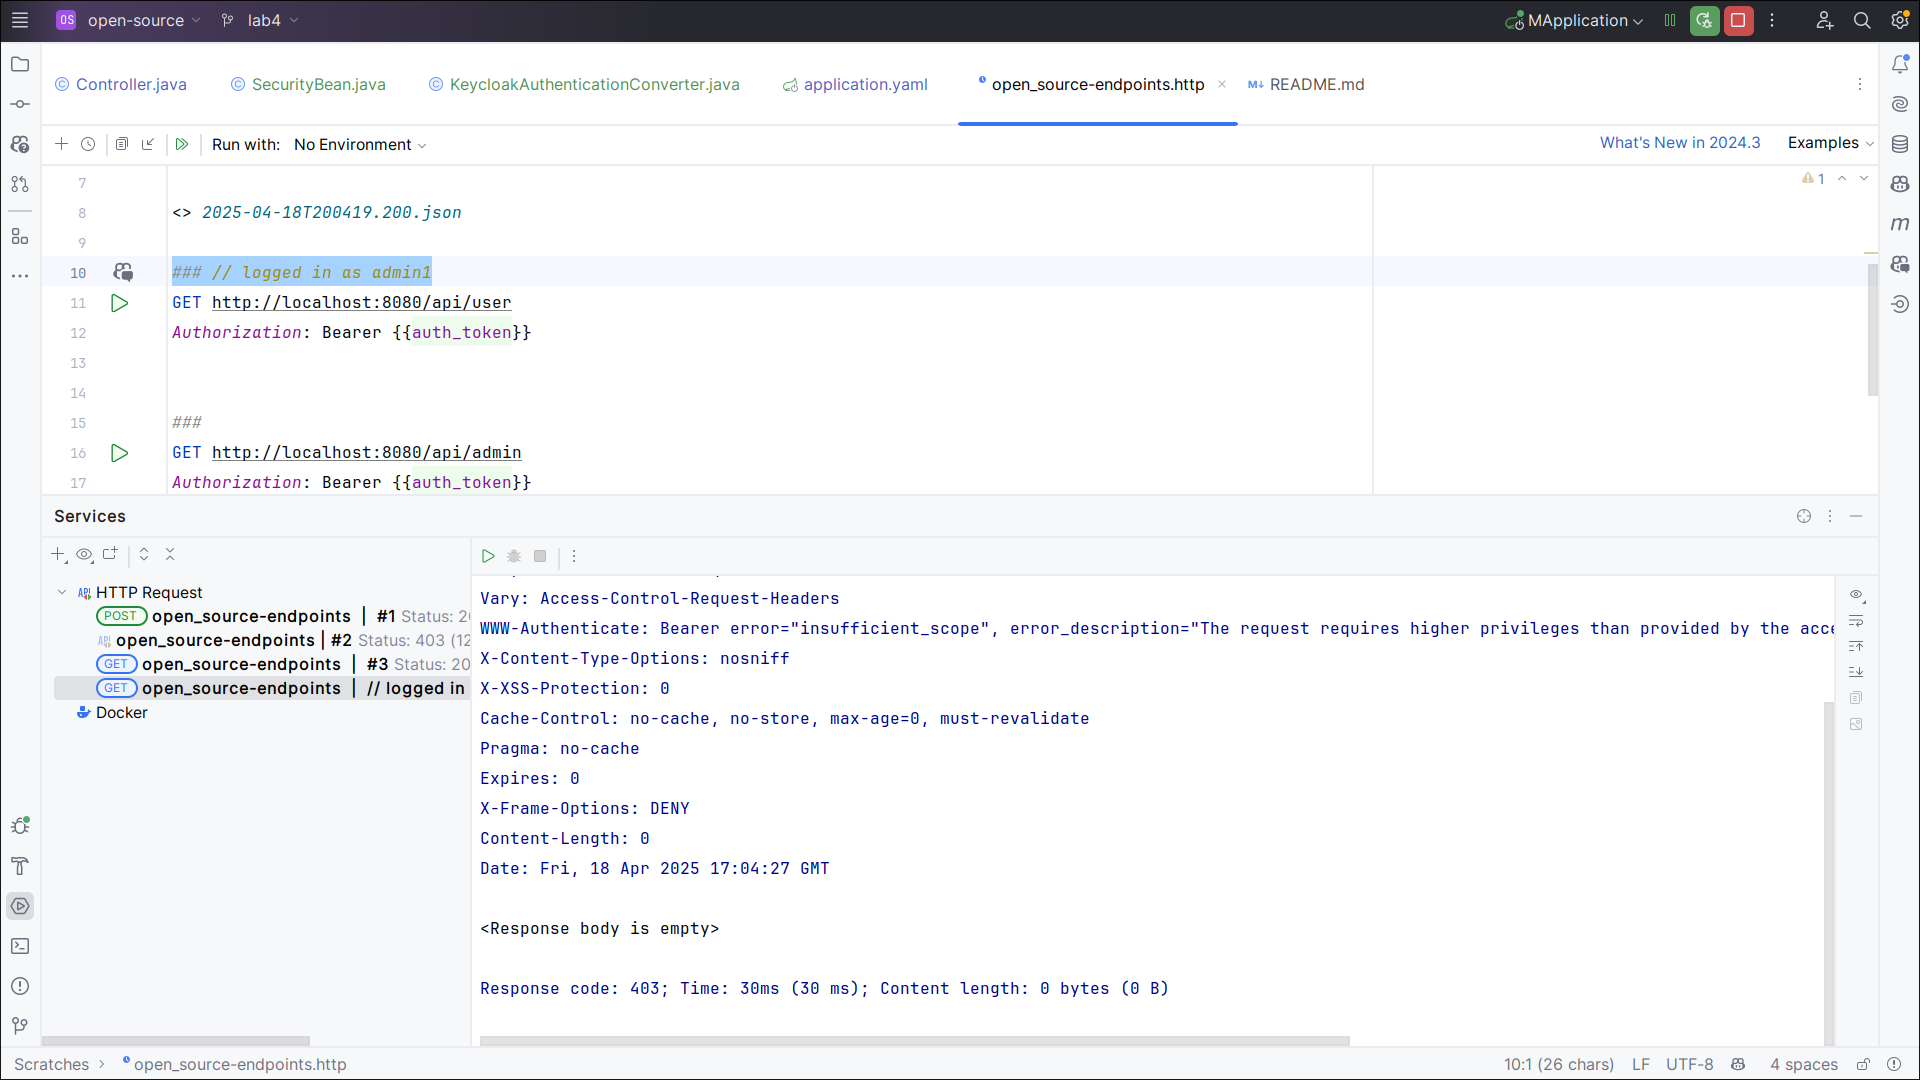 OS open-source lab4 MApplication
Controller.java SecurityBean.java KeycloakAuthenticationConverter.java application.yaml open_source-endpoints.http README.md
Run with: No Environment What's New in 2024.3 Examples
7 1
8 <> 2025-04-18T200419.200.json
9
10 ### // logged in as admin1
11 GET http://localhost:8080/api/user
12 Authorization: Bearer {{auth_token}}
13
14
15 ###
16 GET http://localhost:8080/api/admin
17 Authorization: Bearer {{auth_token}}
Services
HTTP Request
POST open_source-endpoints | #1 Status: 20
open_source-endpoints | #2 Status: 403 (12
GET open_source-endpoints | #3 Status: 20
GET open_source-endpoints | // logged in
Docker
Vary: Access-Control-Request-Headers
WWW-Authenticate: Bearer error="insufficient_scope", error_description="The request requires higher privileges than provided by the acce
X-Content-Type-Options: nosniff
X-XSS-Protection: 0
Cache-Control: no-cache, no-store, max-age=0, must-revalidate
Pragma: no-cache
Expires: 0
X-Frame-Options: DENY
Content-Length: 0
Date: Fri, 18 Apr 2025 17:04:27 GMT
<Response body is empty>
Response code: 403; Time: 30ms (30 ms); Content length: 0 bytes (0 B)
Scratches > open_source-endpoints.http 10:1 (26 chars) LF UTF-8 4 spaces